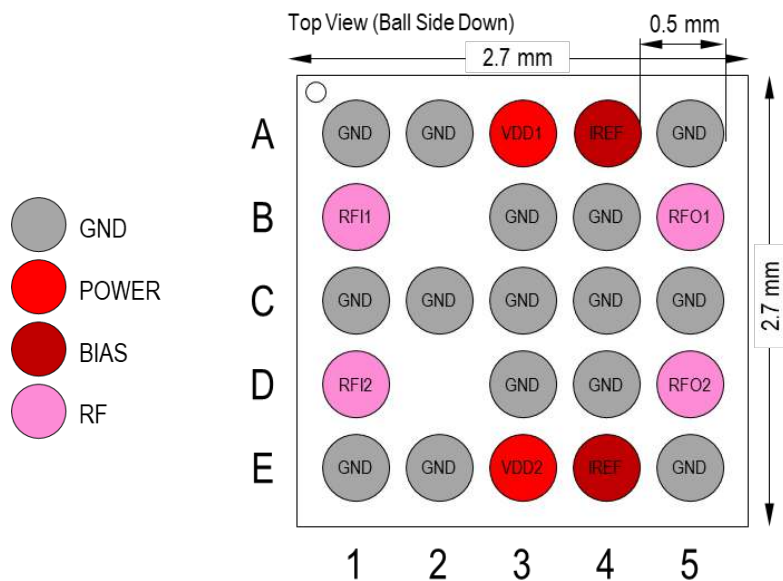 Top View (Ball Side Down)
0.5 mm
2.7 mm
A GND GND VDD1 IREF GND
B RFI1 GND GND RFO1
GND
POWER
C GND GND GND GND GND
2.7 mm
BIAS
D RFI2 GND GND RFO2
RF
E GND GND VDD2 IREF GND
1 2 3 4 5